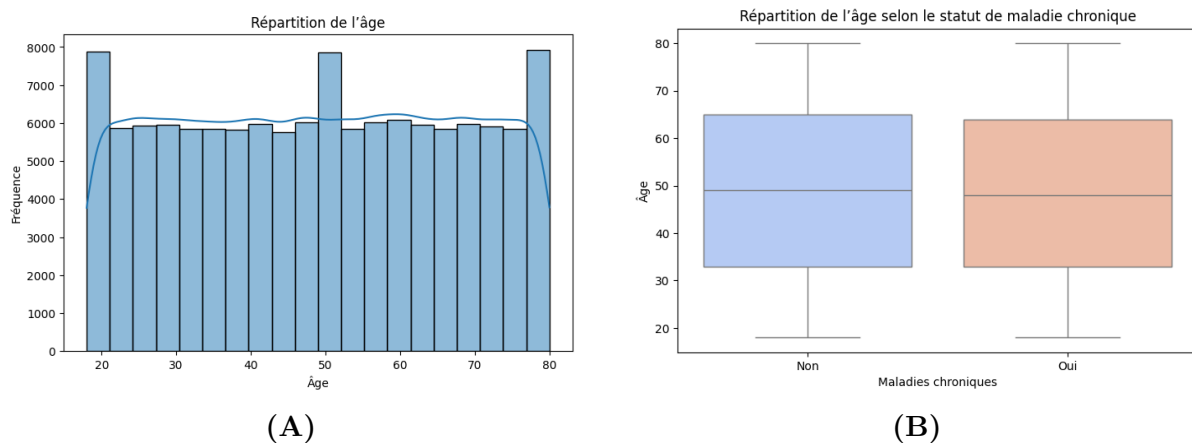 Répartition de l’âge
8000
7000
6000
5000
4000
3000
2000
1000
0
Fréquence
20 30 40 50 60 70 80
Âge
(A)
Répartition de l’âge selon le statut de maladie chronique
80
70
60
50
40
30
20
Âge
Non Oui
Maladies chroniques
(B)